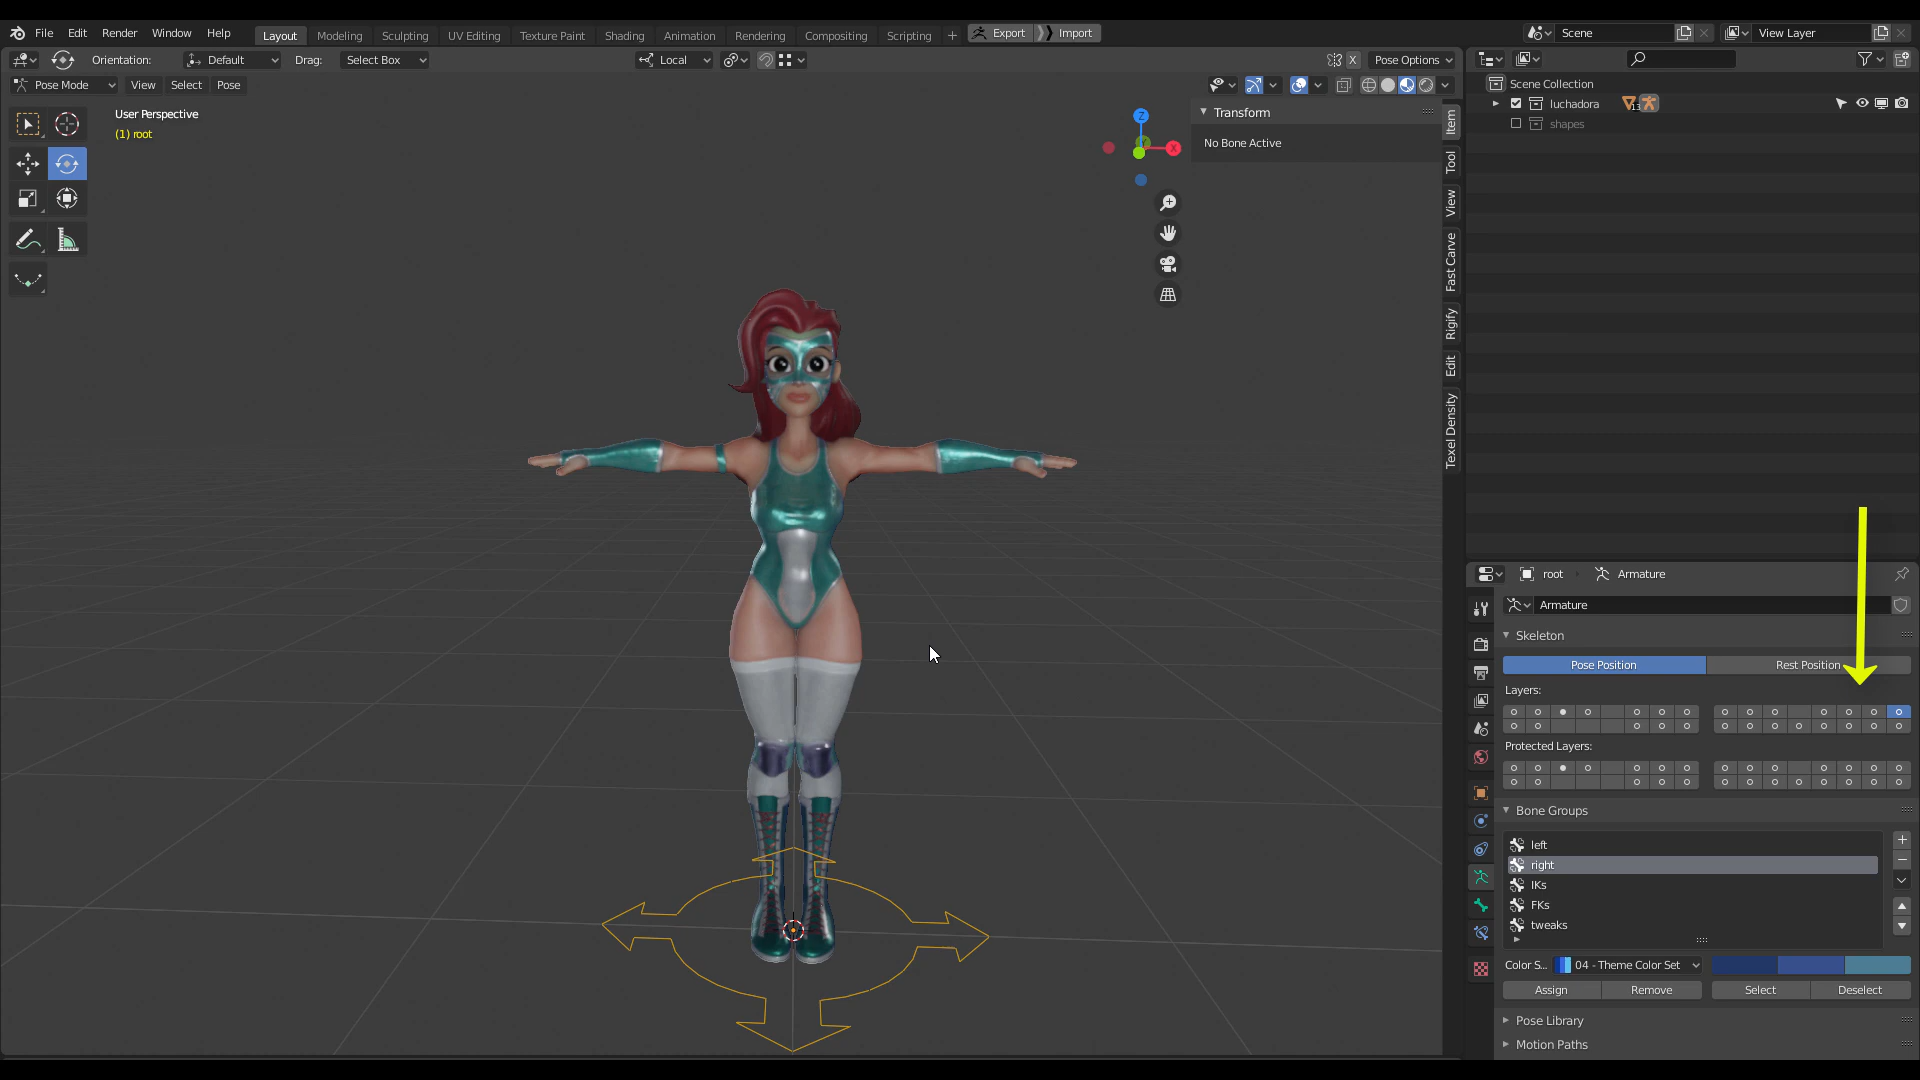 File Edit Render Window Help Layout Modeling Sculpting UV Editing Texture Paint Shading Animation Rendering Compositing Scripting + Export Import Scene View Layer
Orientation: Default Drag: Select Box Local X Pose Options
Pose Mode View Select Pose
User Perspective
(1) root
Z
X
Transform
No Bone Active
Item
Tool
View
Fast Carve
Rigify
Edit
Texel Density
Scene Collection
luchadora 13
shapes
root Armature
Armature
Skeleton
Pose Position Rest Position
Layers:
Protected Layers:
Bone Groups
left
right
IKs
FKs
tweaks
Color S... 04 - Theme Color Set
Assign Remove Select Deselect
Pose Library
Motion Paths